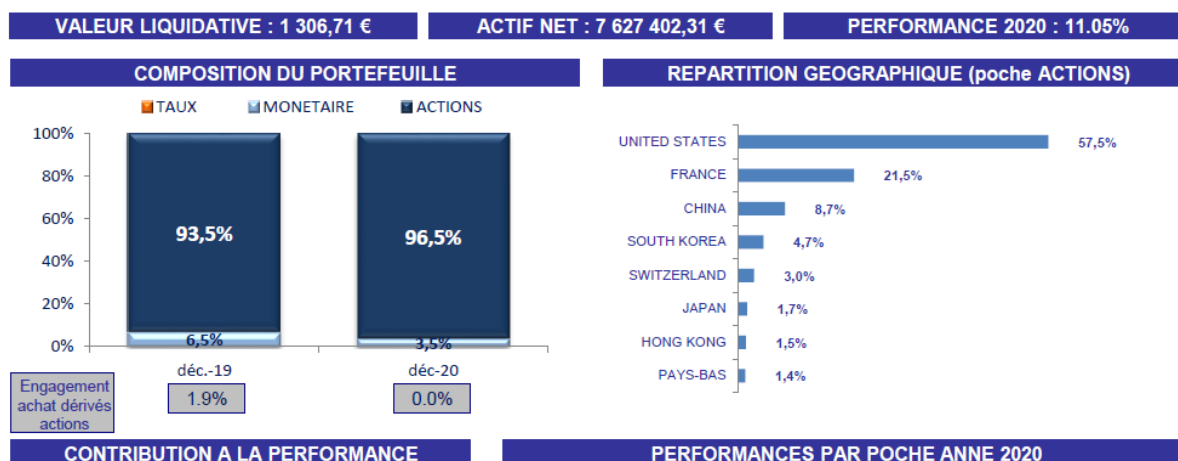 VALEUR LIQUIDATIVE : 1 306,71 €
ACTIF NET : 7 627 402,31 €
PERFORMANCE 2020 : 11.05%
COMPOSITION DU PORTEFEUILLE
TAUX MONETAIRE ACTIONS
100%
80%
60%
40%
20%
0%
93,5%
96,5%
6,5%
3,5%
déc.-19
déc-20
Engagement
achat dérivés
actions
1.9%
0.0%
REPARTITION GEOGRAPHIQUE (poche ACTIONS)
UNITED STATES 57,5%
FRANCE 21,5%
CHINA 8,7%
SOUTH KOREA 4,7%
SWITZERLAND 3,0%
JAPAN 1,7%
HONG KONG 1,5%
PAYS-BAS 1,4%
CONTRIBUTION A LA PERFORMANCE
PERFORMANCES PAR POCHE ANNE 2020